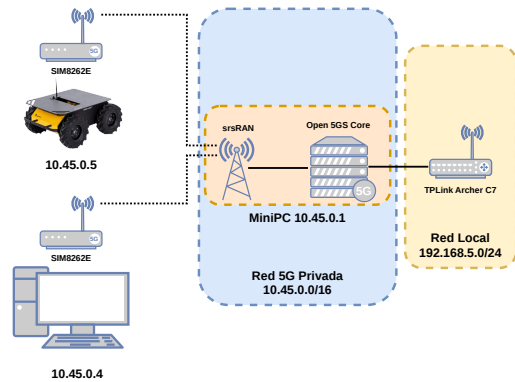 5G
SIM8262E
10.45.0.5
5G
SIM8262E
10.45.0.4
srsRAN
Open 5GS Core
5G
MiniPC 10.45.0.1
Red 5G Privada
10.45.0.0/16
TPLink Archer C7
Red Local
192.168.5.0/24